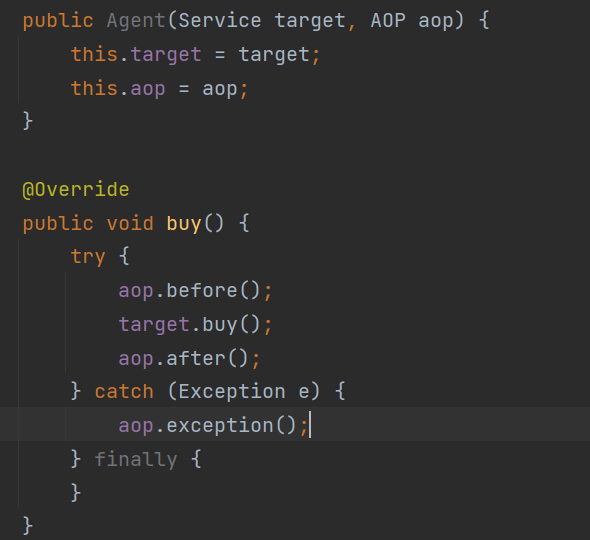 public Agent(Service target, AOP aop) {
    this.target = target;
    this.aop = aop;
}

@Override
public void buy() {
    try {
        aop.before();
        target.buy();
        aop.after();
    } catch (Exception e) {
        aop.exception();
    } finally {
    }
}